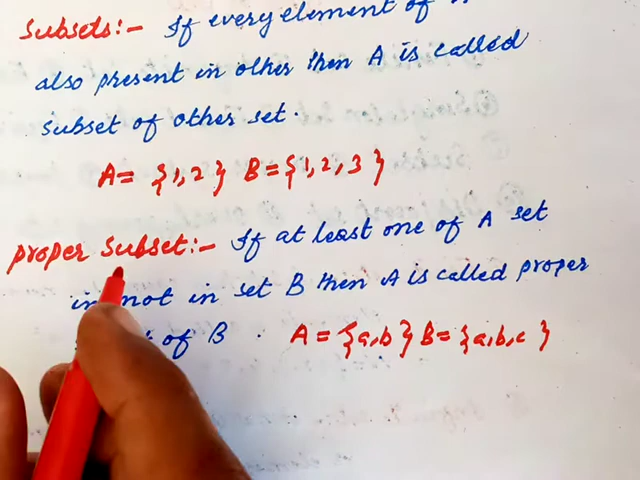 Subsets:- If every element of
also present in other then A is called
subset of other set.
A = {1,2} B = {1,2,3}
Proper Subset:- If at least one of A set
in not in set B then A is called proper
of B . A = {a,b} B = {a,b,c}